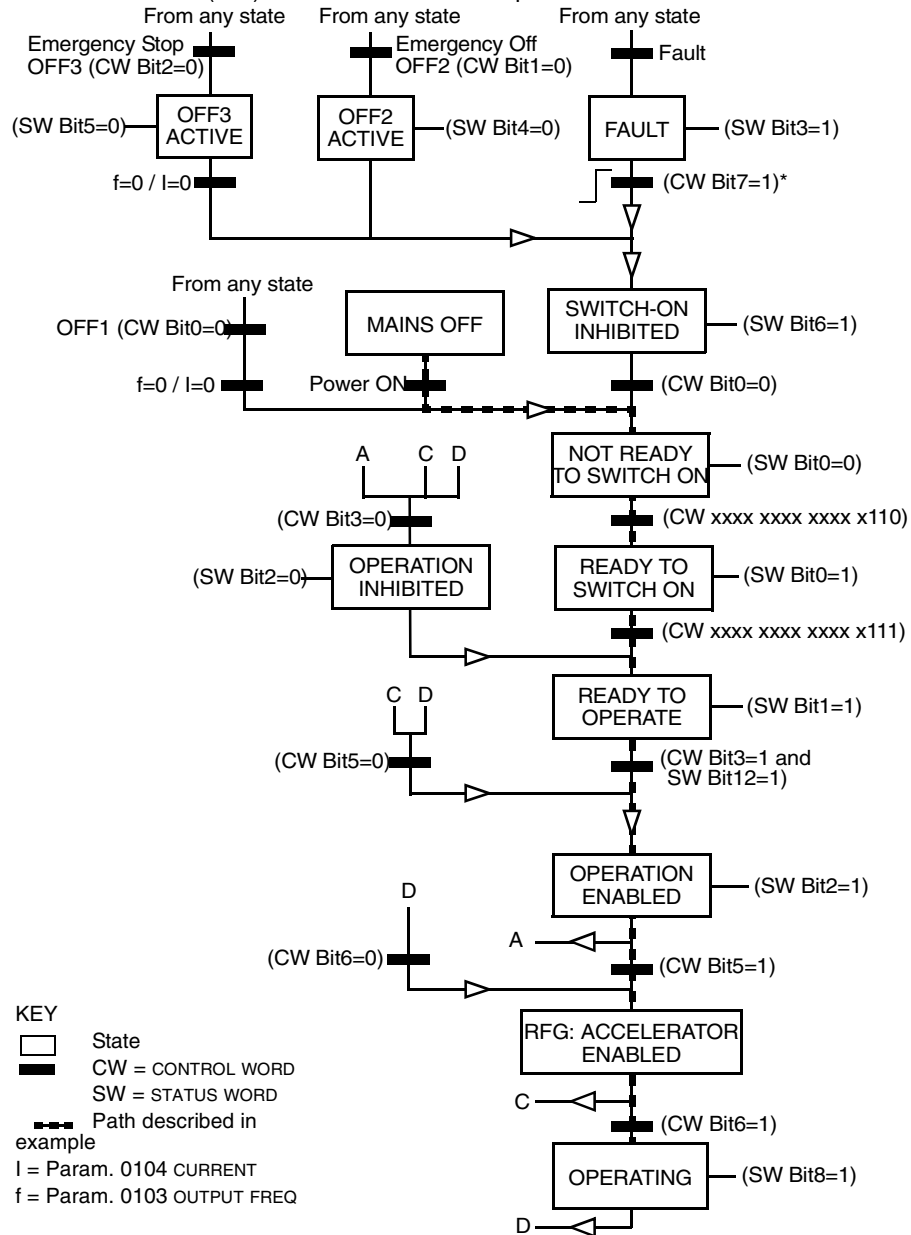 From any state
From any state
From any state
Emergency Stop
OFF3 (CW Bit2=0)
Emergency Off
OFF2 (CW Bit1=0)
Fault
(SW Bit5=0)
OFF3
ACTIVE
OFF2
ACTIVE
(SW Bit4=0)
FAULT
(SW Bit3=1)
f=0 / I=0
(CW Bit7=1)*
From any state
OFF1 (CW Bit0=0)
MAINS OFF
SWITCH-ON
INHIBITED
(SW Bit6=1)
f=0 / I=0
Power ON
(CW Bit0=0)
A C D
NOT READY
TO SWITCH ON
(SW Bit0=0)
(CW Bit3=0)
(CW xxxx xxxx xxxx x110)
(SW Bit2=0)
OPERATION
INHIBITED
READY TO
SWITCH ON
(SW Bit0=1)
(CW xxxx xxxx xxxx x111)
C D
READY TO
OPERATE
(SW Bit1=1)
(CW Bit5=0)
(CW Bit3=1 and
SW Bit12=1)
OPERATION
ENABLED
(SW Bit2=1)
D
A
(CW Bit6=0)
(CW Bit5=1)
RFG: ACCELERATOR
ENABLED
C
(CW Bit6=1)
OPERATING
(SW Bit8=1)
D
KEY
State
CW = CONTROL WORD
SW = STATUS WORD
Path described in
example
I = Param. 0104 CURRENT
f = Param. 0103 OUTPUT FREQ